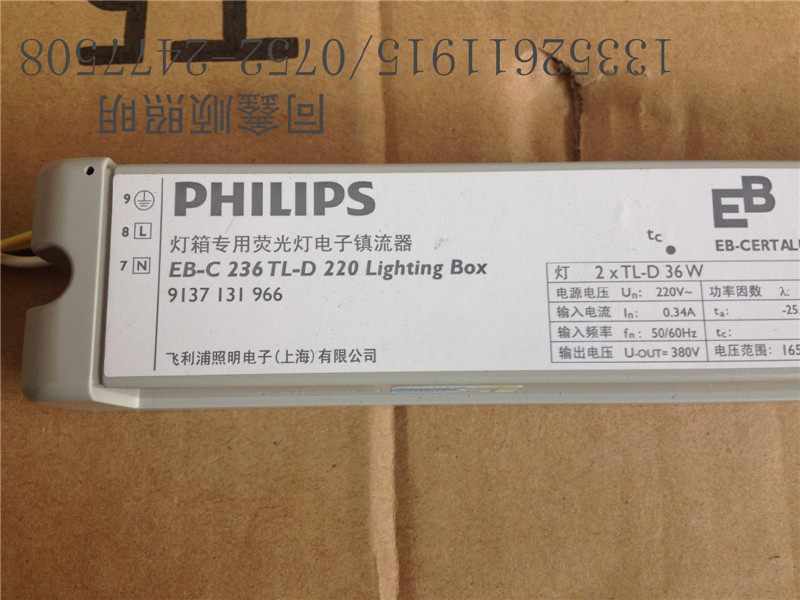 13352611915/0752-2477508
同鑫顺照明
9
8 L
7 N
PHILIPS
灯箱专用荧光灯电子镇流器
EB-C 236 TL-D 220 Lighting Box
9137 131 966
飞利浦照明电子(上海)有限公司
tc
EB
EB-CERTALU
灯 2 x TL-D 36W
电源电压 Un: 220V~ 功率因数 λ:
输入电流 In: 0.34A ta: -25
输入频率 fn: 50/60Hz tc:
输出电压 U-OUT= 380V 电压范围: 165